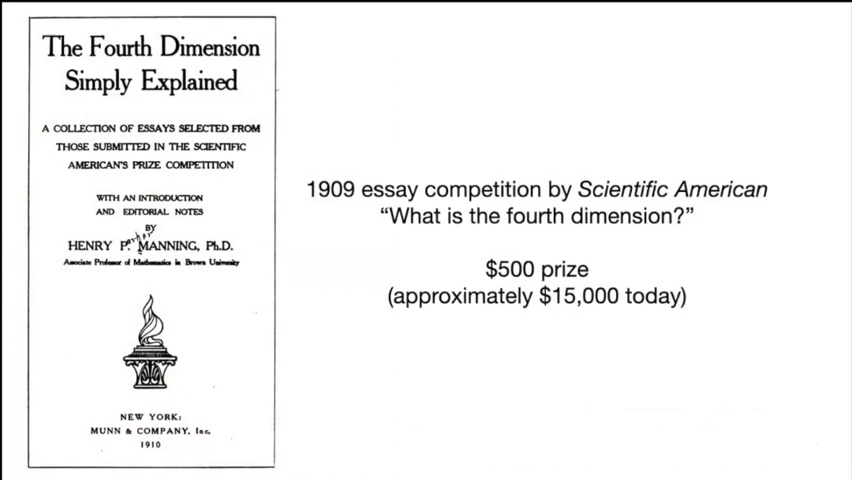 The Fourth Dimension
Simply Explained
A COLLECTION OF ESSAYS SELECTED FROM
THOSE SUBMITTED IN THE SCIENTIFIC
AMERICAN'S PRIZE COMPETITION
WITH AN INTRODUCTION
AND EDITORIAL NOTES
BY
HENRY P. MANNING, Ph.D.
Associate Professor of Mathematics in Brown University
NEW YORK:
MUNN & COMPANY, Inc.
1910
1909 essay competition by Scientific American
“What is the fourth dimension?”
$500 prize
(approximately $15,000 today)